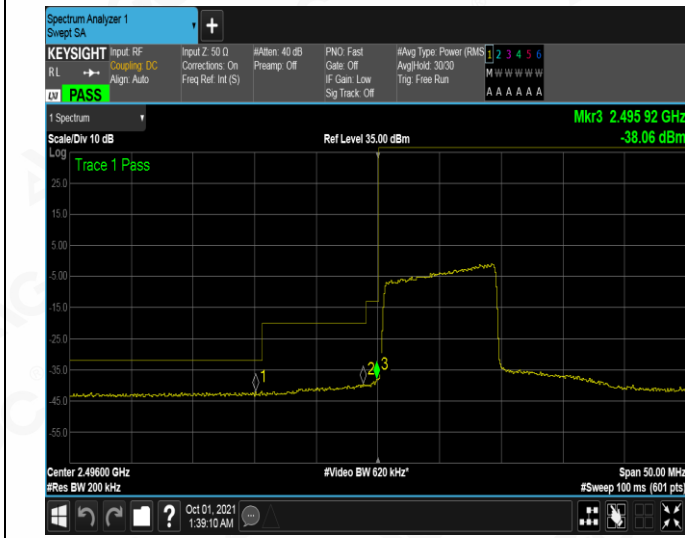 Spectrum Analyzer 1
Swept SA
+
KEYSIGHT
RL
LXI PASS
Input: RF
Coupling: DC
Align: Auto
Input Z: 50 Ω
Corrections: On
Freq Ref: Int (S)
#Atten: 40 dB
Preamp: Off
PNO: Fast
Gate: Off
IF Gain: Low
Sig Track: Off
#Avg Type: Power (RMS
Avg|Hold: 30/30
Trig: Free Run
1 2 3 4 5 6
M W W W W W
A A A A A A
1 Spectrum
Scale/Div 10 dB
Ref Level 35.00 dBm
Mkr3 2.495 92 GHz
-38.06 dBm
Log
Trace 1 Pass
25.0
15.0
5.00
-5.00
-15.0
-25.0
-35.0
-45.0
-55.0
1
2
3
Center 2.49600 GHz
#Video BW 620 kHz*
Span 50.00 MHz
#Res BW 200 kHz
#Sweep 100 ms (601 pts)
?
Oct 01, 2021
1:39:10 AM